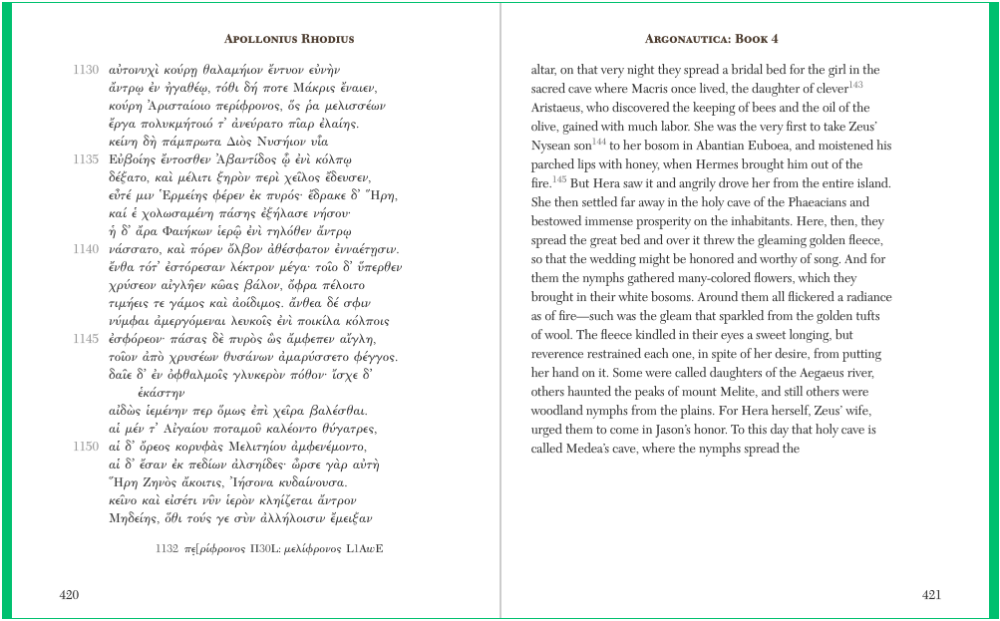 APOLLONIUS RHODIUS
1130 αὐτονυχὶ κούρῃ θαλαμήιον ἔντυον εὐνὴν
ἄντρῳ ἐν ἠγαθέῳ, τόθι δή ποτε Μάκρις ἔναιεν,
κούρη Ἀρισταίοιο περίφρονος, ὅς ῥα μελισσέων
ἔργα πολυκμήτοιό τ’ ἀνεύρατο πῖαρ ἐλαίης.
κείνη δὴ πάμπρωτα Διὸς Νυσήιον υἷα
1135 Εὐβοίης ἔντοσθεν Ἀβαντίδος ᾧ ἐνὶ κόλπῳ
δέξατο, καὶ μέλιτι ξηρὸν περὶ χεῖλος ἔδευσεν,
εὖτέ μιν Ἑρμείης φέρεν ἐκ πυρός· ἔδρακε δ’ Ἥρη,
καί ἑ χολωσαμένη πάσης ἐξήλασε νήσου·
ἡ δ’ ἄρα Φαιήκων ἱερῷ ἐνὶ τηλόθεν ἄντρῳ
1140 νάσσατο, καὶ πόρεν ὄλβον ἀθέσφατον ἐνναέτῃσιν.
ἔνθα τότ’ ἐστόρεσαν λέκτρον μέγα· τοῖο δ’ ὕπερθεν
χρύσεον αἰγλῆεν κῶας βάλον, ὄφρα πέλοιτο
τιμήεις τε γάμος καὶ ἀοίδιμος. ἄνθεα δέ σφιν
νύμφαι ἀμεργόμεναι λευκοῖς ἐνὶ ποικίλα κόλποις
1145 ἐσφόρεον· πάσας δὲ πυρὸς ὣς ἄμφεπεν αἴγλη,
τοῖον ἀπὸ χρυσέων θυσάνων ἀμαρύσσετο φέγγος.
δαῖε δ’ ἐν ὀφθαλμοῖς γλυκερὸν πόθον· ἴσχε δ’
ἑκάστην
αἰδὼς ἱεμένην περ ὅμως ἐπὶ χεῖρα βαλέσθαι.
αἱ μέν τ’ Αἰγαίου ποταμοῦ καλέοντο θύγατρες,
1150 αἱ δ’ ὄρεος κορυφὰς Μελιτηίου ἀμφενέμοντο,
αἱ δ’ ἔσαν ἐκ πεδίων ἀλσηίδες· ὦρσε γὰρ αὐτὴ
Ἥρη Ζηνὸς ἄκοιτις, Ἰήσονα κυδαίνουσα.
κεῖνο καὶ εἰσέτι νῦν ἱερὸν κληίζεται ἄντρον
Μηδείης, ὅθι τούς γε σὺν ἀλλήλοισιν ἔμειξαν
1132 πε̣[ρίφρονος Π30L: μελίφρονος L1AwE
420
ARGONAUTICA: BOOK 4
altar, on that very night they spread a bridal bed for the girl in the
sacred cave where Macris once lived, the daughter of clever143
Aristaeus, who discovered the keeping of bees and the oil of the
olive, gained with much labor. She was the very first to take Zeus’
Nysean son144 to her bosom in Abantian Euboea, and moistened his
parched lips with honey, when Hermes brought him out of the
fire.145 But Hera saw it and angrily drove her from the entire island.
She then settled far away in the holy cave of the Phaeacians and
bestowed immense prosperity on the inhabitants. Here, then, they
spread the great bed and over it threw the gleaming golden fleece,
so that the wedding might be honored and worthy of song. And for
them the nymphs gathered many-colored flowers, which they
brought in their white bosoms. Around them all flickered a radiance
as of fire—such was the gleam that sparkled from the golden tufts
of wool. The fleece kindled in their eyes a sweet longing, but
reverence restrained each one, in spite of her desire, from putting
her hand on it. Some were called daughters of the Aegaeus river,
others haunted the peaks of mount Melite, and still others were
woodland nymphs from the plains. For Hera herself, Zeus’ wife,
urged them to come in Jason’s honor. To this day that holy cave is
called Medea’s cave, where the nymphs spread the
421